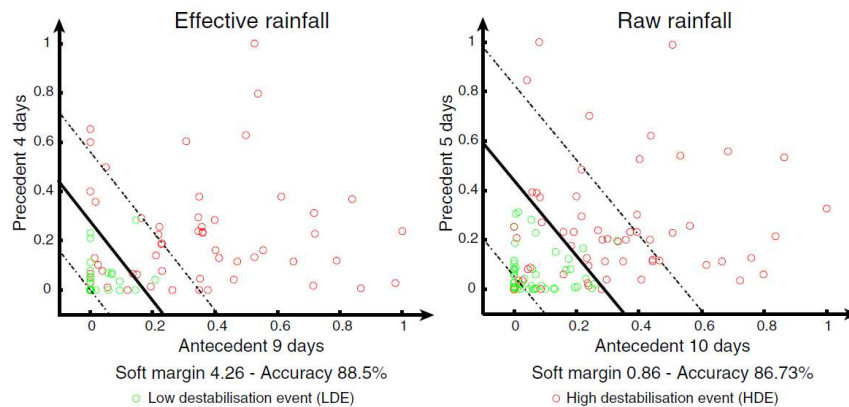 Effective rainfall
Precedent 4 days
1
0.8
0.6
0.4
0.2
0
0
0.2
0.4
0.6
0.8
1
Antecedent 9 days
Soft margin 4.26 - Accuracy 88.5%
Low destabilisation event (LDE)
Raw rainfall
Precedent 5 days
1
0.8
0.6
0.4
0.2
0
0
0.2
0.4
0.6
0.8
1
Antecedent 10 days
Soft margin 0.86 - Accuracy 86.73%
High destabilisation event (HDE)